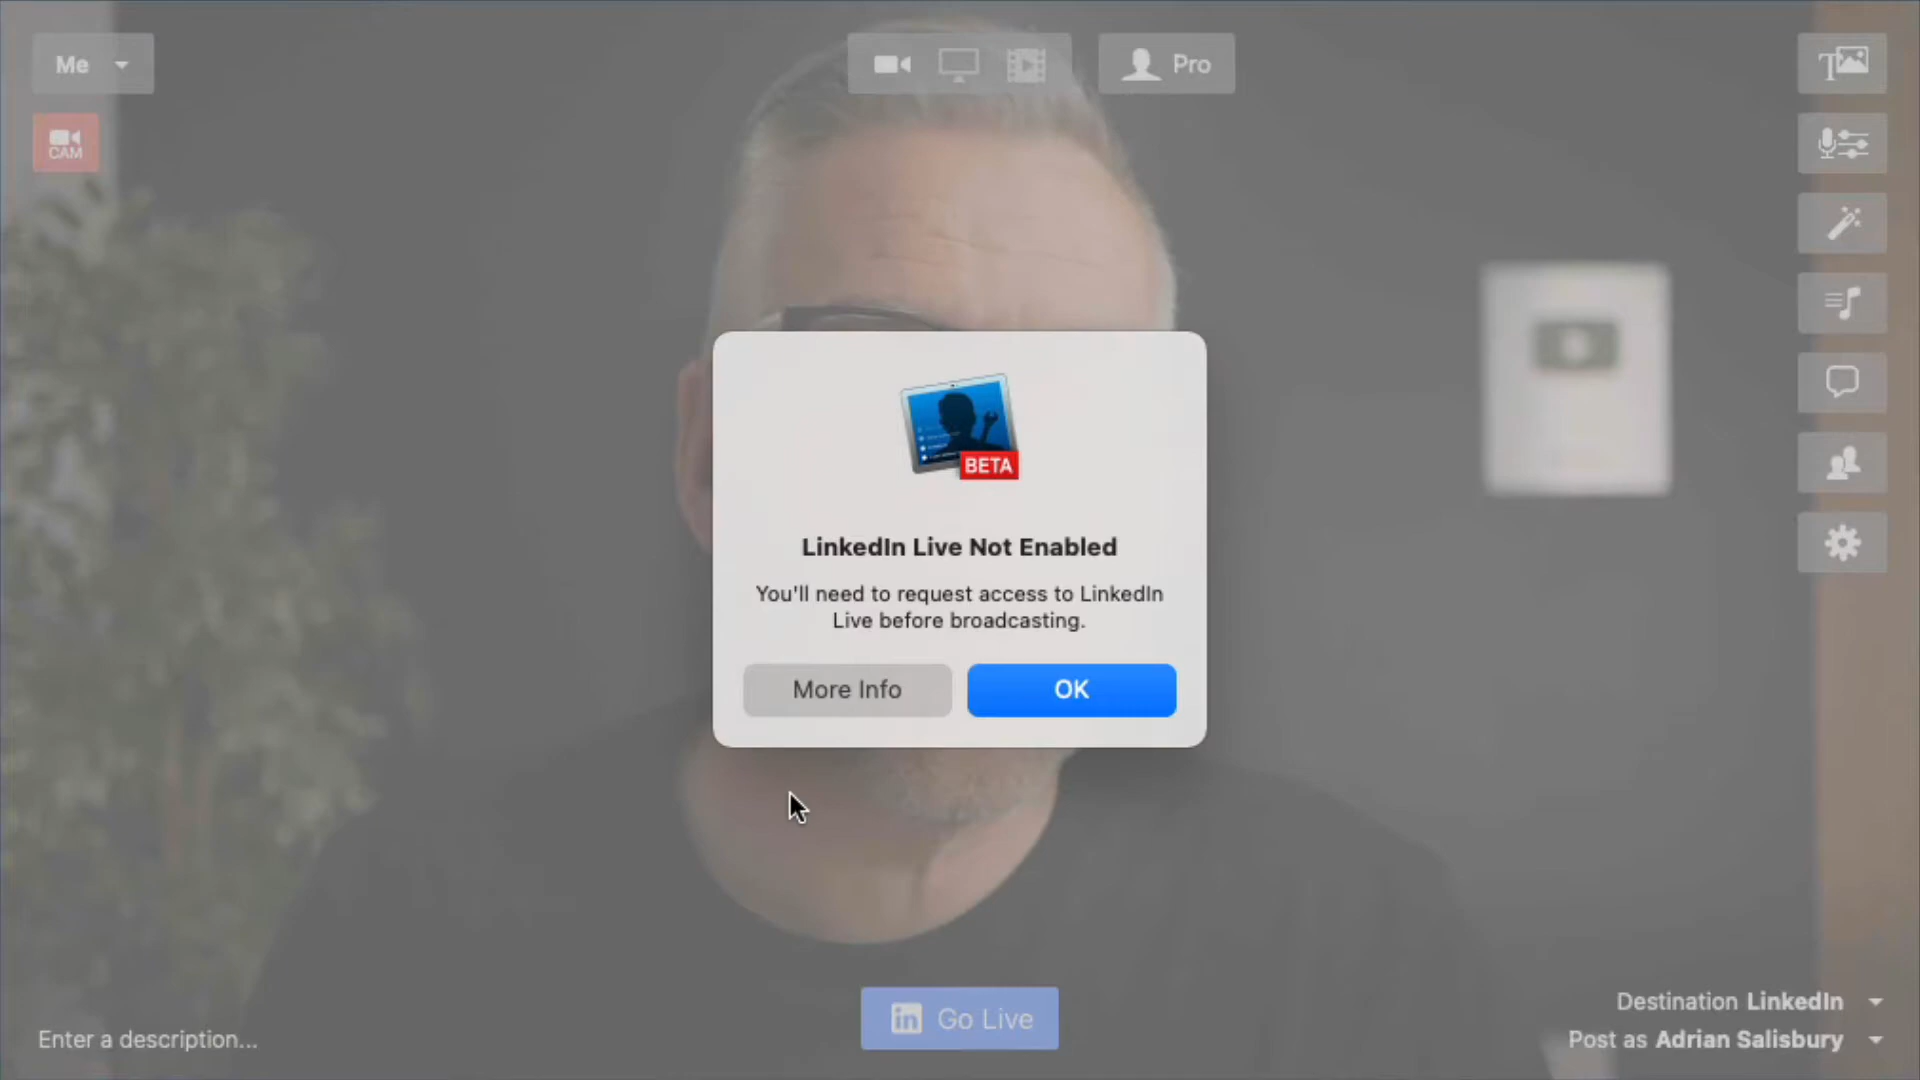 Me
Pro
CAM
T
BETA
LinkedIn Live Not Enabled
You'll need to request access to LinkedIn
Live before broadcasting.
More Info
OK
in Go Live
Destination LinkedIn
Enter a description...
Post as Adrian Salisbury